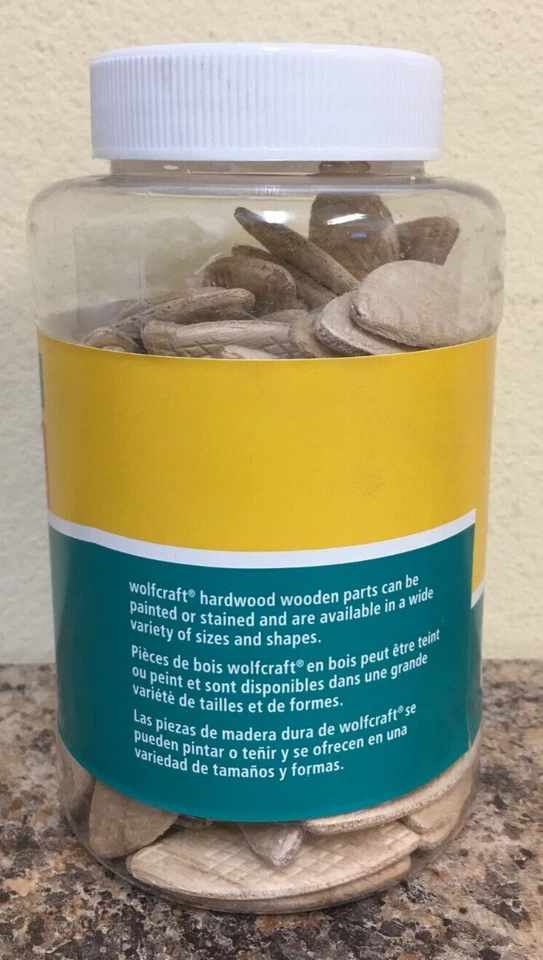 wolfcraft® hardwood wooden parts can be
painted or stained and are available in a wide
variety of sizes and shapes.
Pièces de bois wolfcraft® en bois peut être teint
ou peint et sont disponibles dans une grande
variétè de tailles et de formes.
Las piezas de madera dura de wolfcraft® se
pueden pintar o teñir y se ofrecen en una
variedad de tamaños y formas.